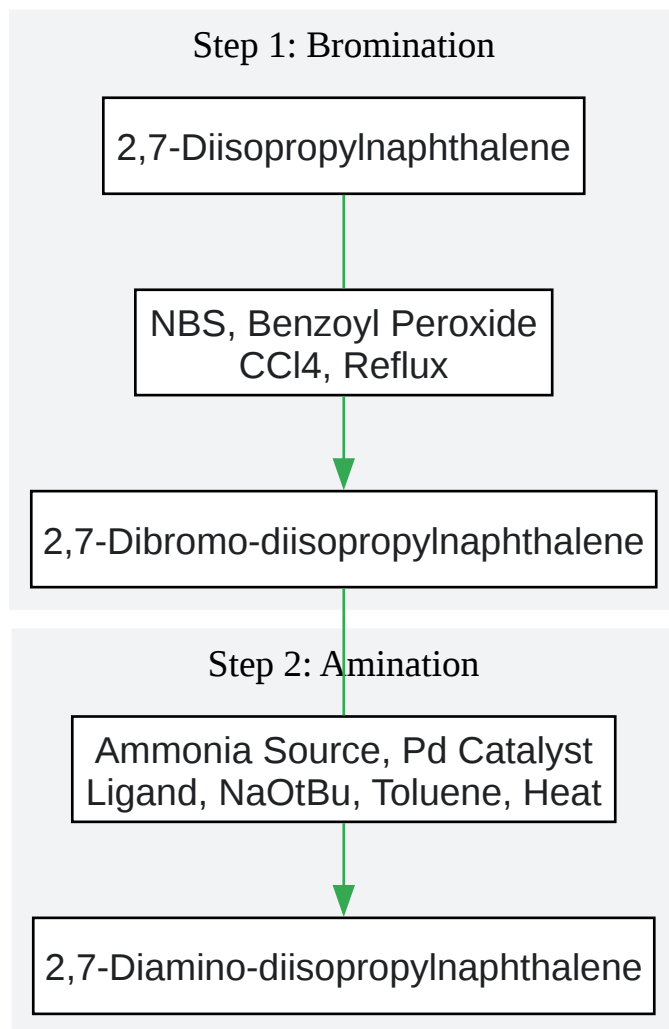 Step 1: Bromination
2,7-Diisopropylnaphthalene
NBS, Benzoyl Peroxide
CCl4, Reflux
2,7-Dibromo-diisopropylnaphthalene
Step 2: Amination
Ammonia Source, Pd Catalyst
Ligand, NaOtBu, Toluene, Heat
2,7-Diamino-diisopropylnaphthalene